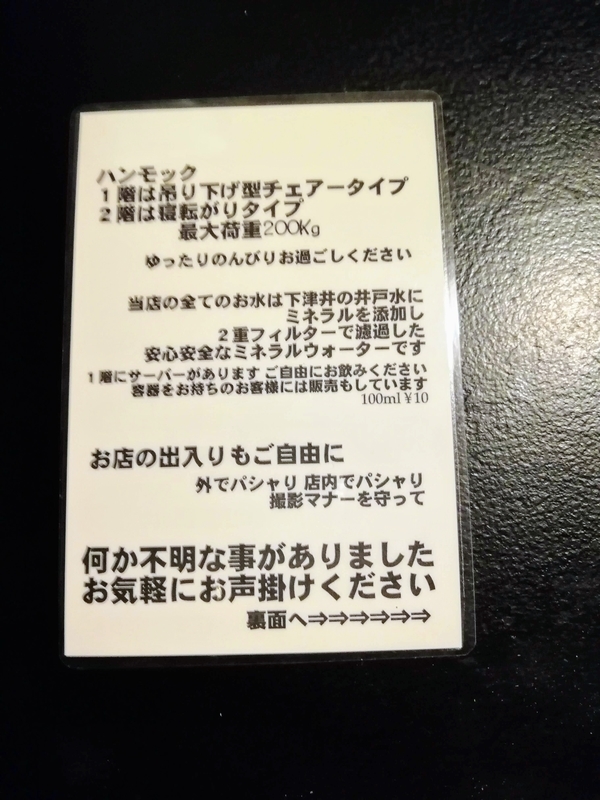 ハンモック
1階は吊り下げ型チェアータイプ
2階は寝転がりタイプ
最大荷重200Kg
ゆったりのんびりお過ごしください
当店の全てのお水は下津井の井戸水に
ミネラルを添加し
2重フィルターで濾過した
安心安全なミネラルウォーターです
1階にサーバーがあります ご自由にお飲みください
容器をお持ちのお客様には販売もしています
100ml¥10
お店の出入りもご自由に
外でパシャり 店内でパシャり
撮影マナーを守って
何か不明な事がありました
お気軽にお声掛けください
裏面へ⇒⇒⇒⇒⇒⇒